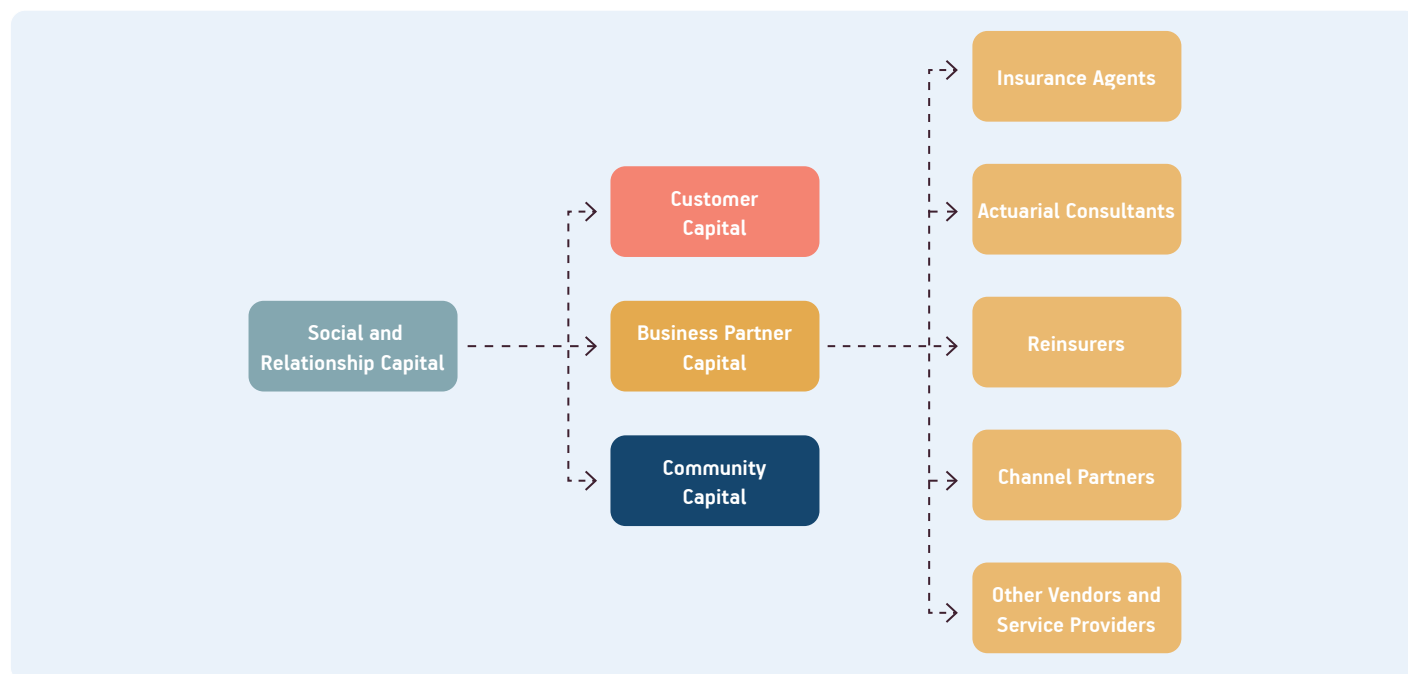 Social and
Relationship Capital
Customer
Capital
Business Partner
Capital
Community
Capital
Insurance Agents
Actuarial Consultants
Reinsurers
Channel Partners
Other Vendors and
Service Providers